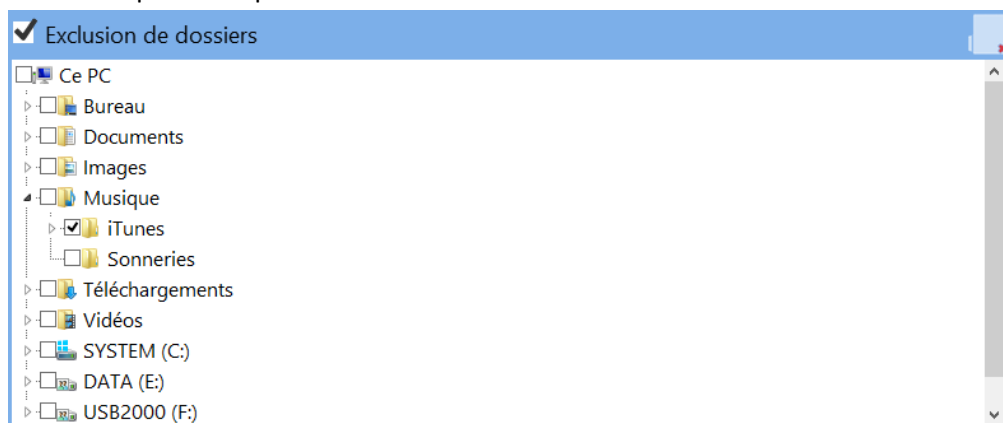 Exclusion de dossiers
Ce PC
Bureau
Documents
Images
Musique
iTunes
Sonneries
Téléchargements
Vidéos
SYSTEM (C:)
DATA (E:)
USB2000 (F:)